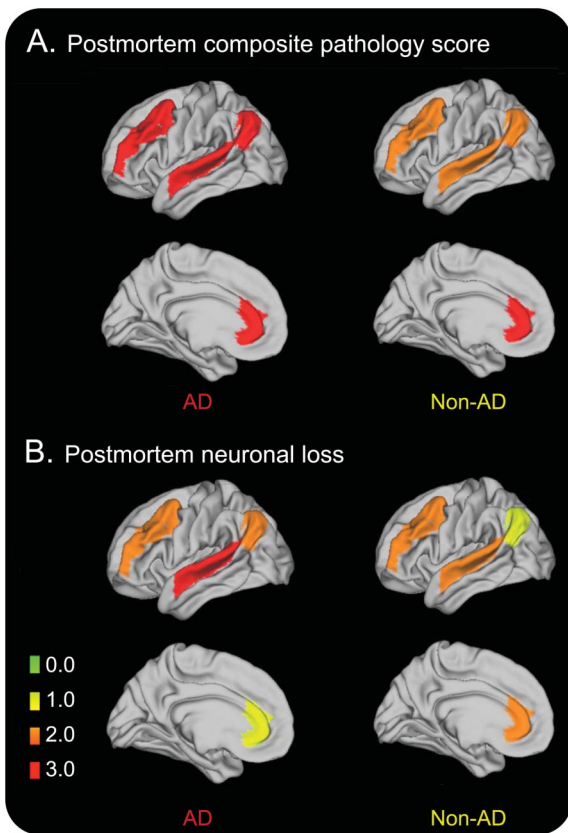 A. Postmortem composite pathology score
AD
Non-AD
B. Postmortem neuronal loss
0.0
1.0
2.0
3.0
AD
Non-AD